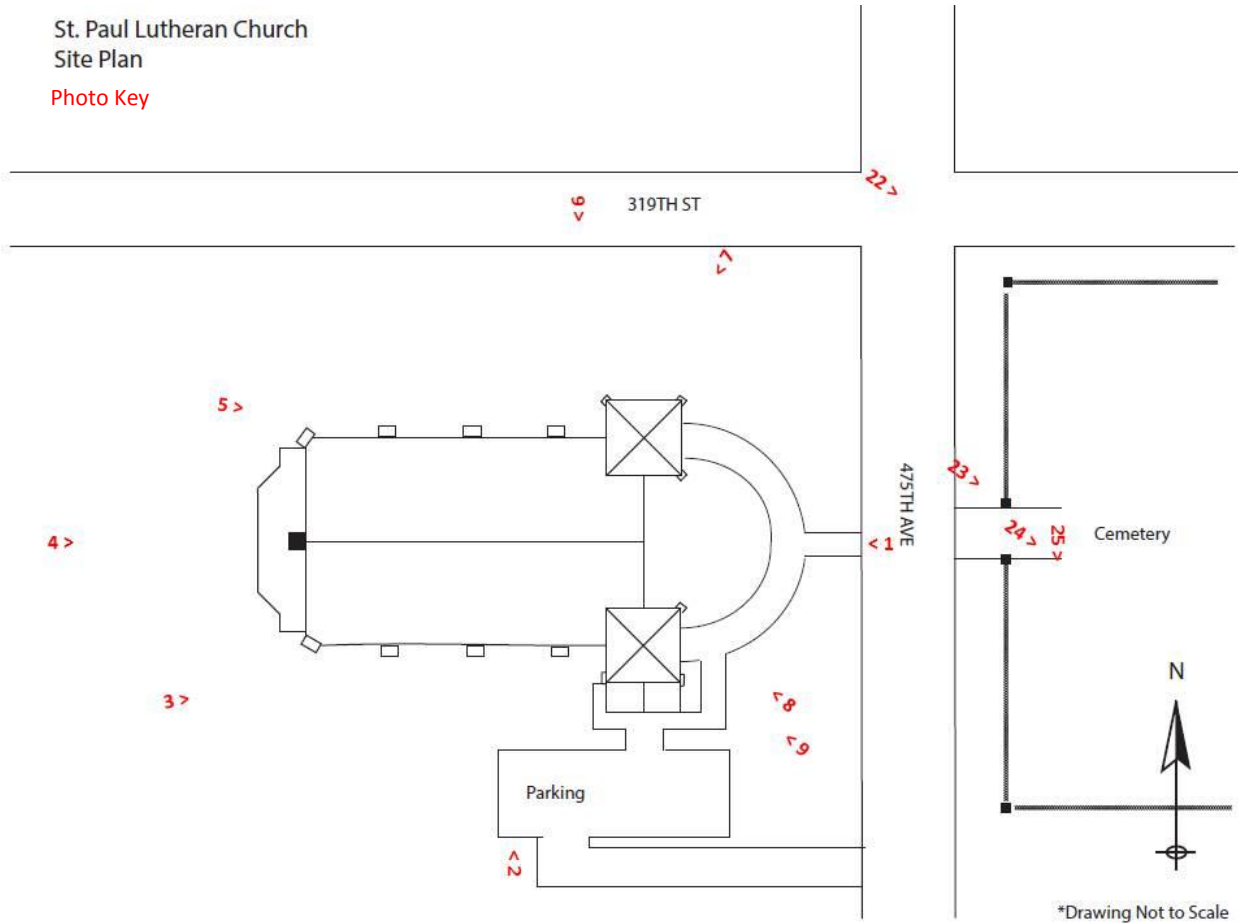 St. Paul Lutheran Church
Site Plan
Photo Key
22 >
6 >
319TH ST
< 7
5 >
475TH AVE
23 >
4 >
< 1
24 >
25 >
Cemetery
3 >
< 8
< 9
N
Parking
< 2
*Drawing Not to Scale